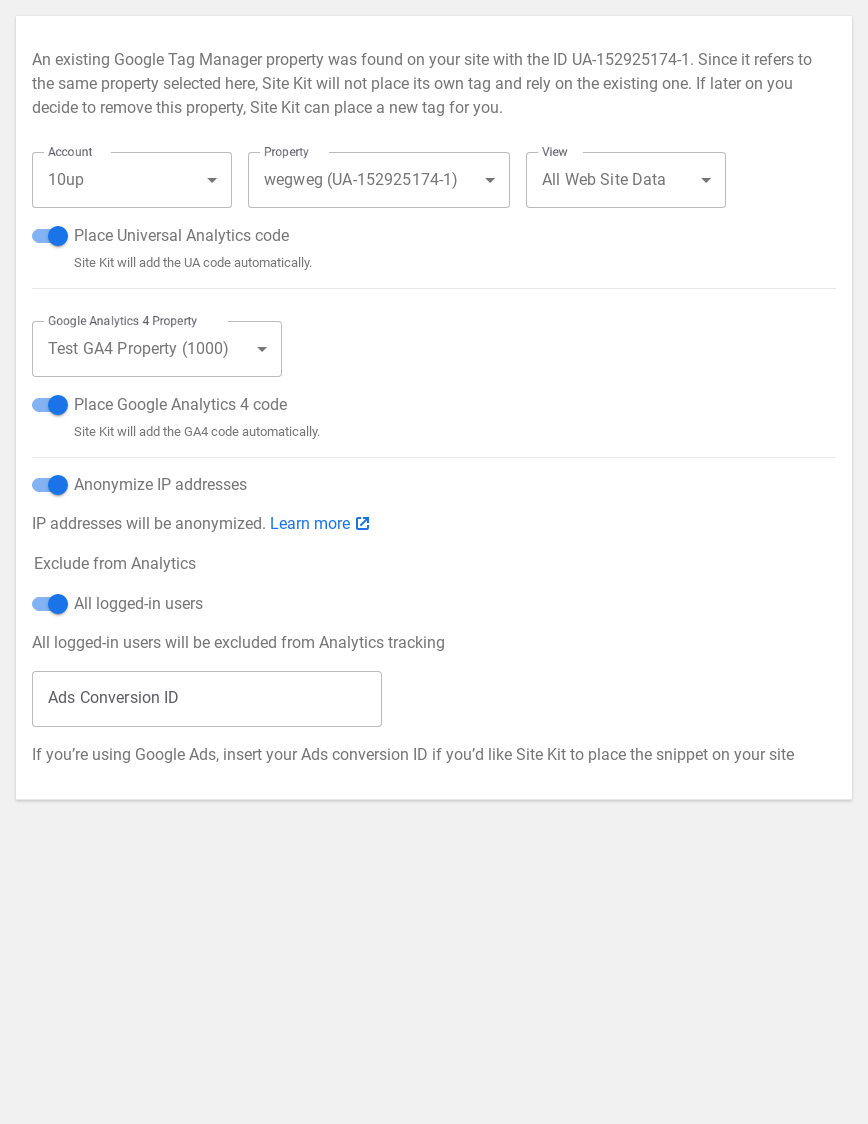 An existing Google Tag Manager property was found on your site with the ID UA-152925174-1. Since it refers to
the same property selected here, Site Kit will not place its own tag and rely on the existing one. If later on you
decide to remove this property, Site Kit can place a new tag for you.
Account
10up
Property
wegweg (UA-152925174-1)
View
All Web Site Data
Place Universal Analytics code
Site Kit will add the UA code automatically.
Google Analytics 4 Property
Test GA4 Property (1000)
Place Google Analytics 4 code
Site Kit will add the GA4 code automatically.
Anonymize IP addresses
IP addresses will be anonymized. Learn more
Exclude from Analytics
All logged-in users
All logged-in users will be excluded from Analytics tracking
Ads Conversion ID
If you’re using Google Ads, insert your Ads conversion ID if you’d like Site Kit to place the snippet on your site